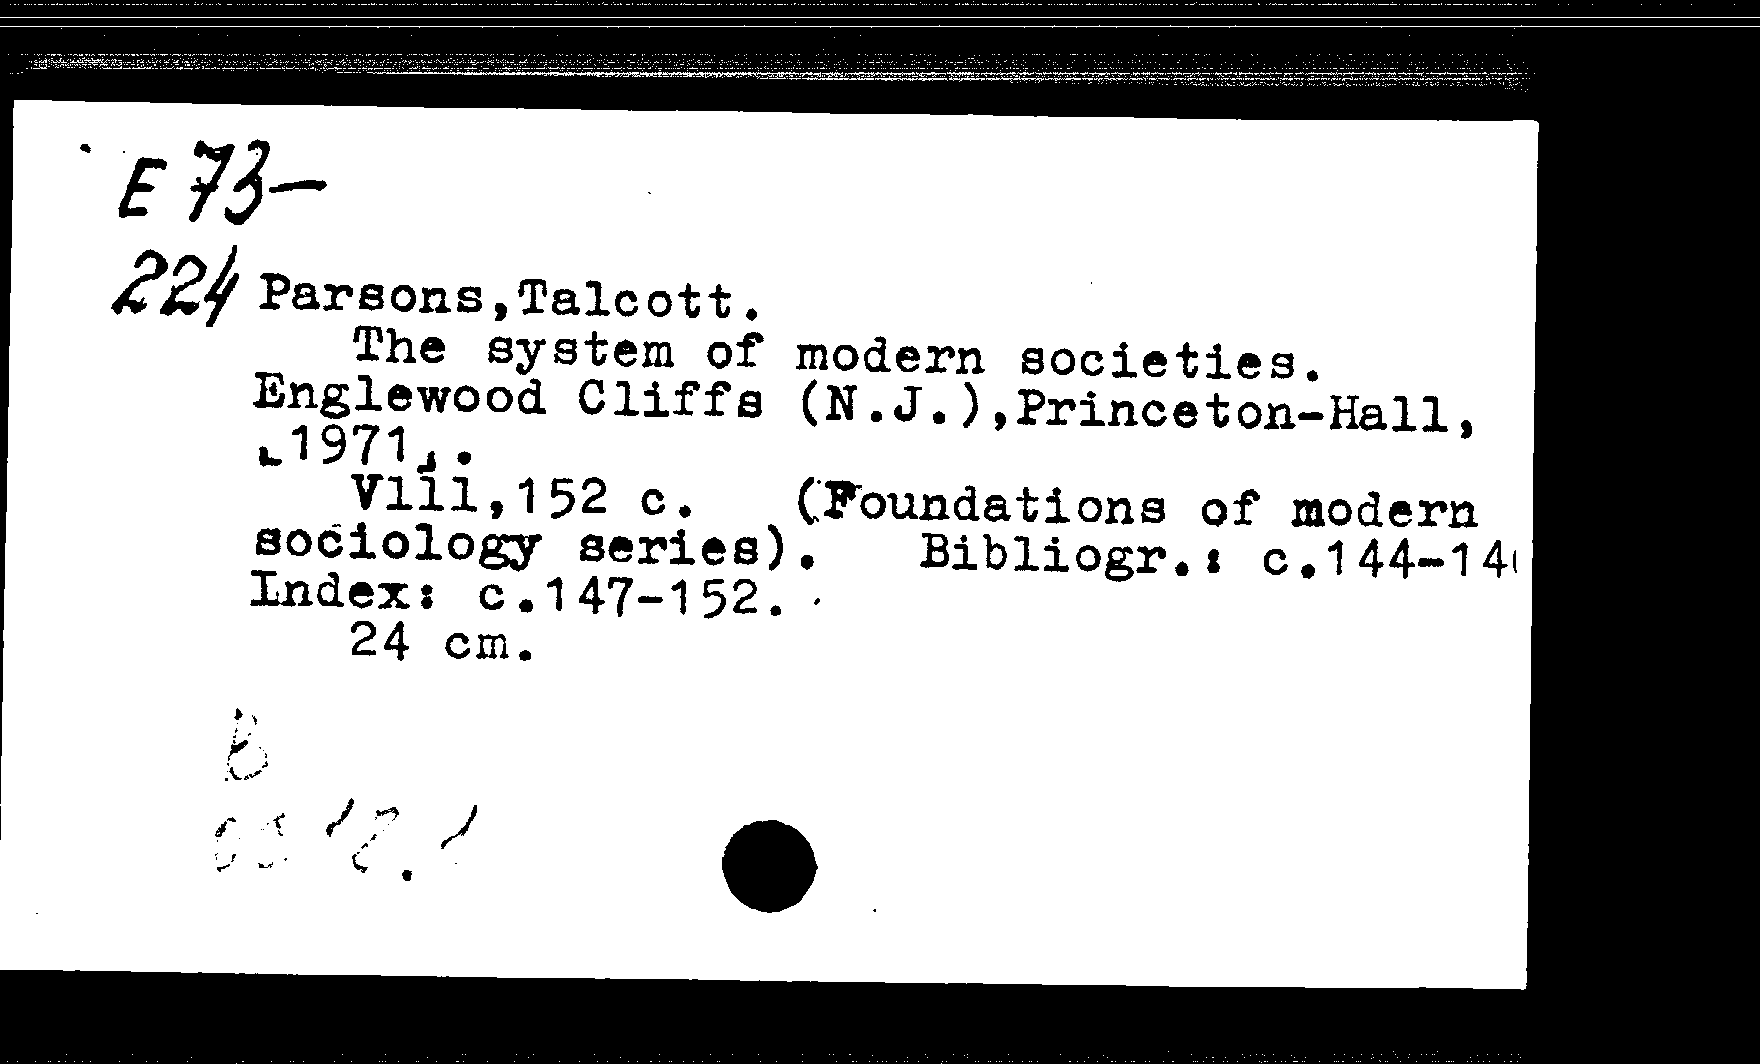 E 73-
224
Parsons,Talcott.
The system of modern societies.
Englewood Cliffs (N.J.),Princeton-Hall,
⌞1971⌟.
V111,152 c. (Foundations of modern
sociology series). Bibliogr.: c.144-14
Index: c.147-152.
24 cm.